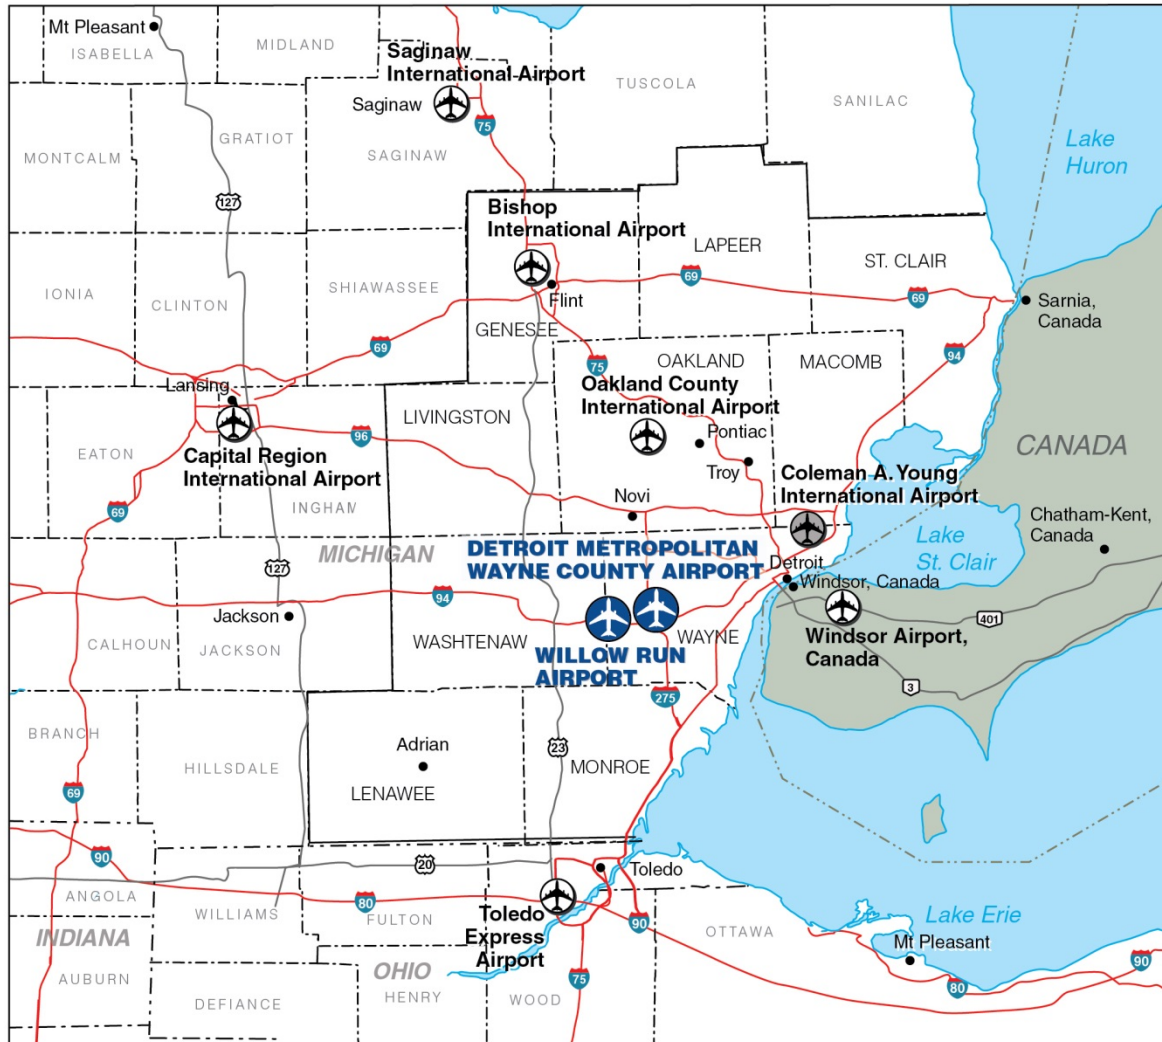 Mt Pleasant
ISABELLA
MIDLAND
Saginaw
International Airport
Saginaw
TUSCOLA
SANILAC
Lake
Huron
75
GRATIOT
MONTCALM
SAGINAW
127
Bishop
International Airport
LAPEER
ST. CLAIR
IONIA
CLINTON
SHIAWASSEE
69
69
Flint
Sarnia,
Canada
GENESEE
69
75
OAKLAND
MACOMB
94
Lansing
Oakland County
International Airport
LIVINGSTON
Pontiac
96
CANADA
EATON
Capital Region
International Airport
Troy
Coleman A. Young
International Airport
INGHAM
69
Novi
Chatham-Kent,
Canada
Lake
St. Clair
MICHIGAN
DETROIT METROPOLITAN
WAYNE COUNTY AIRPORT
127
Detroit
Windsor, Canada
94
Jackson
401
CALHOUN
JACKSON
WASHTENAW
WAYNE
Windsor Airport,
Canada
WILLOW RUN
AIRPORT
3
275
BRANCH
Adrian
23
HILLSDALE
MONROE
69
LENAWEE
90
20
Toledo
ANGOLA
80
WILLIAMS
FULTON
Toledo
Express
Airport
90
OTTAWA
Lake Erie
INDIANA
Mt Pleasant
AUBURN
OHIO
90
75
80
DEFIANCE
HENRY
WOOD